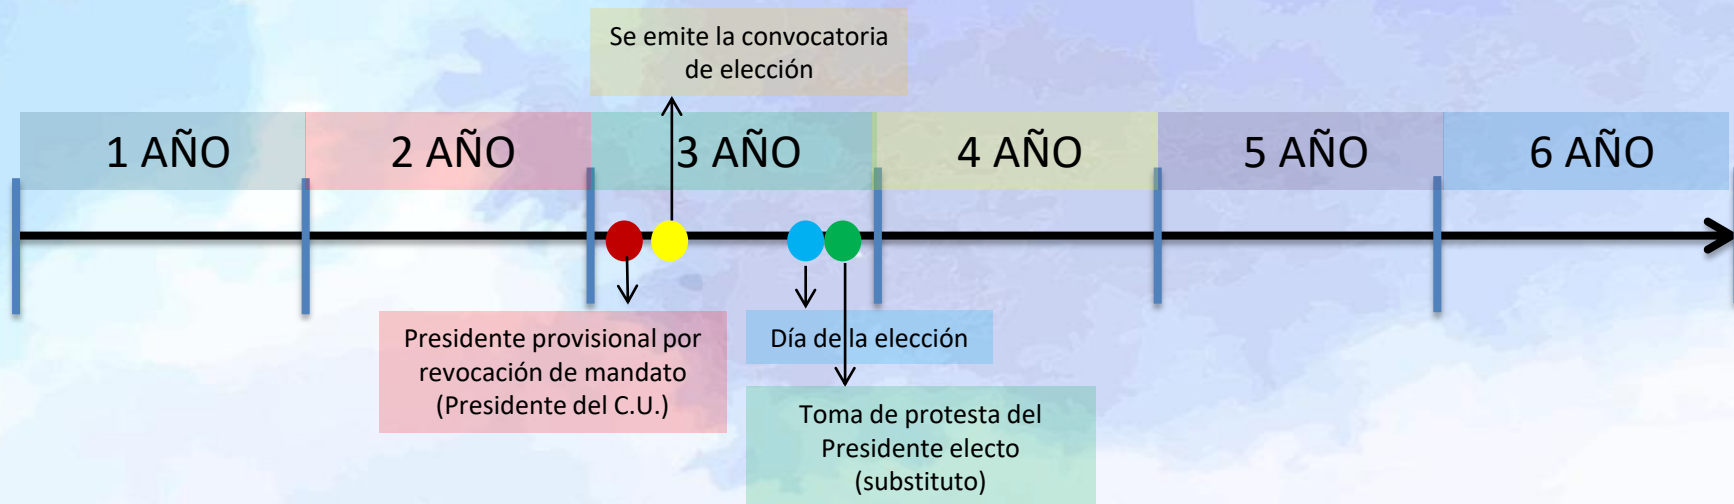 Se emite la convocatoria
de elección
1 AÑO
2 AÑO
3 AÑO
4 AÑO
5 AÑO
6 AÑO
Presidente provisional por
revocación de mandato
(Presidente del C.U.)
Día de la elección
Toma de protesta del
Presidente electo
(substituto)